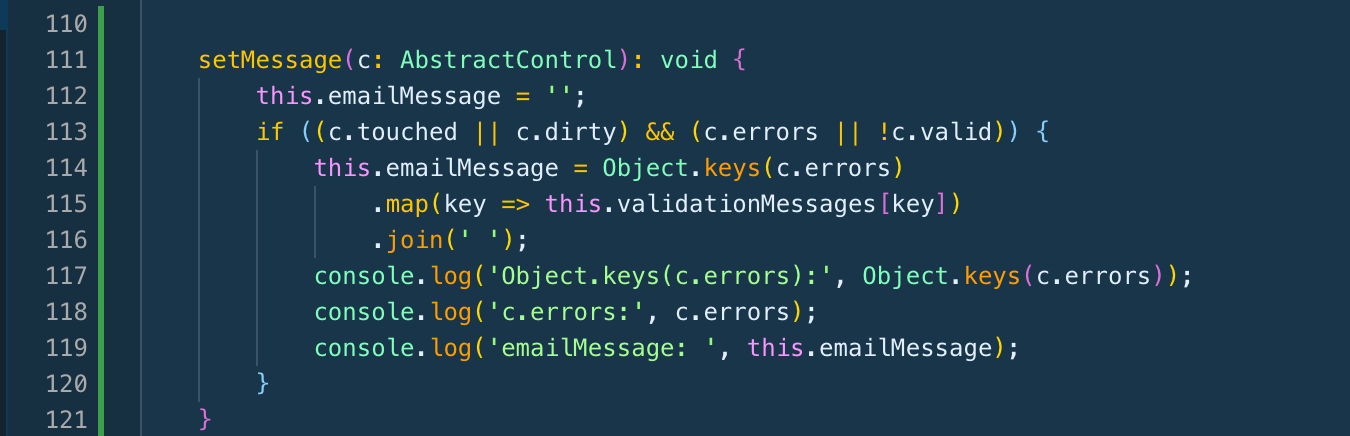 110
111 setMessage(c: AbstractControl): void {
112 this.emailMessage = '';
113 if ((c.touched || c.dirty) && (c.errors || !c.valid)) {
114 this.emailMessage = Object.keys(c.errors)
115 .map(key => this.validationMessages[key])
116 .join(' ');
117 console.log('Object.keys(c.errors):', Object.keys(c.errors));
118 console.log('c.errors:', c.errors);
119 console.log('emailMessage: ', this.emailMessage);
120 }
121 }